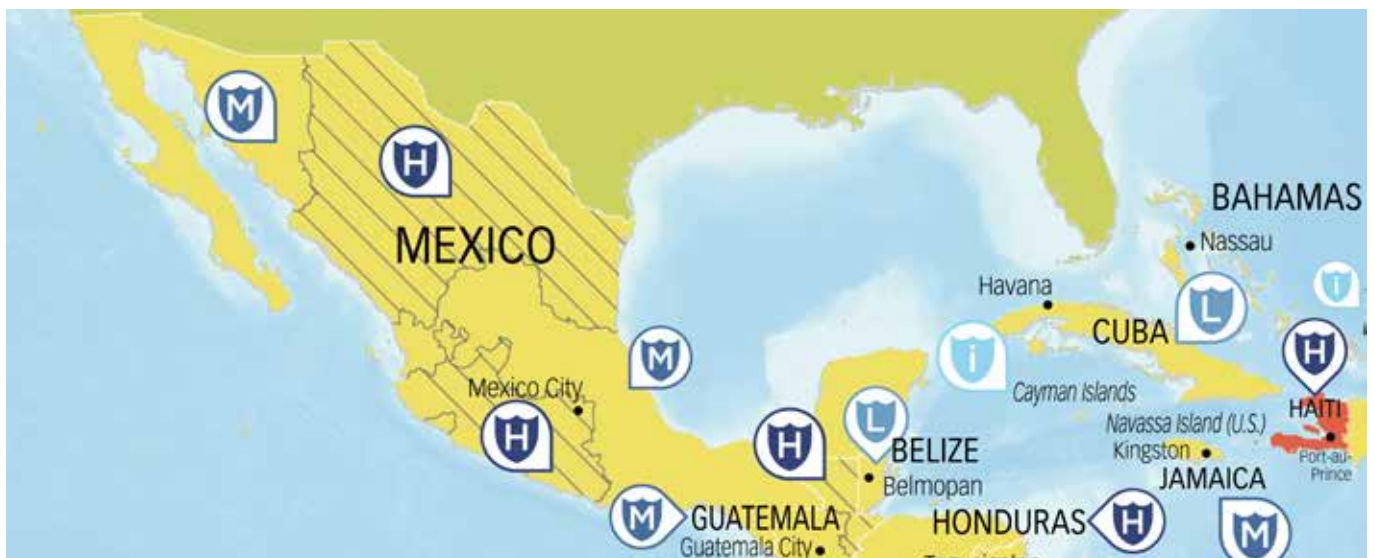 M
H
MEXICO
BAHAMAS
Nassau
i
Havana
L
CUBA
H
M
i
Cayman Islands
Mexico City
H
H
L
BELIZE
Belmopan
Navassa Island (U.S.)
Kingston
JAMAICA
HAITI
Port-au-
Prince
M
GUATEMALA
Guatemala City
HONDURAS
H
M